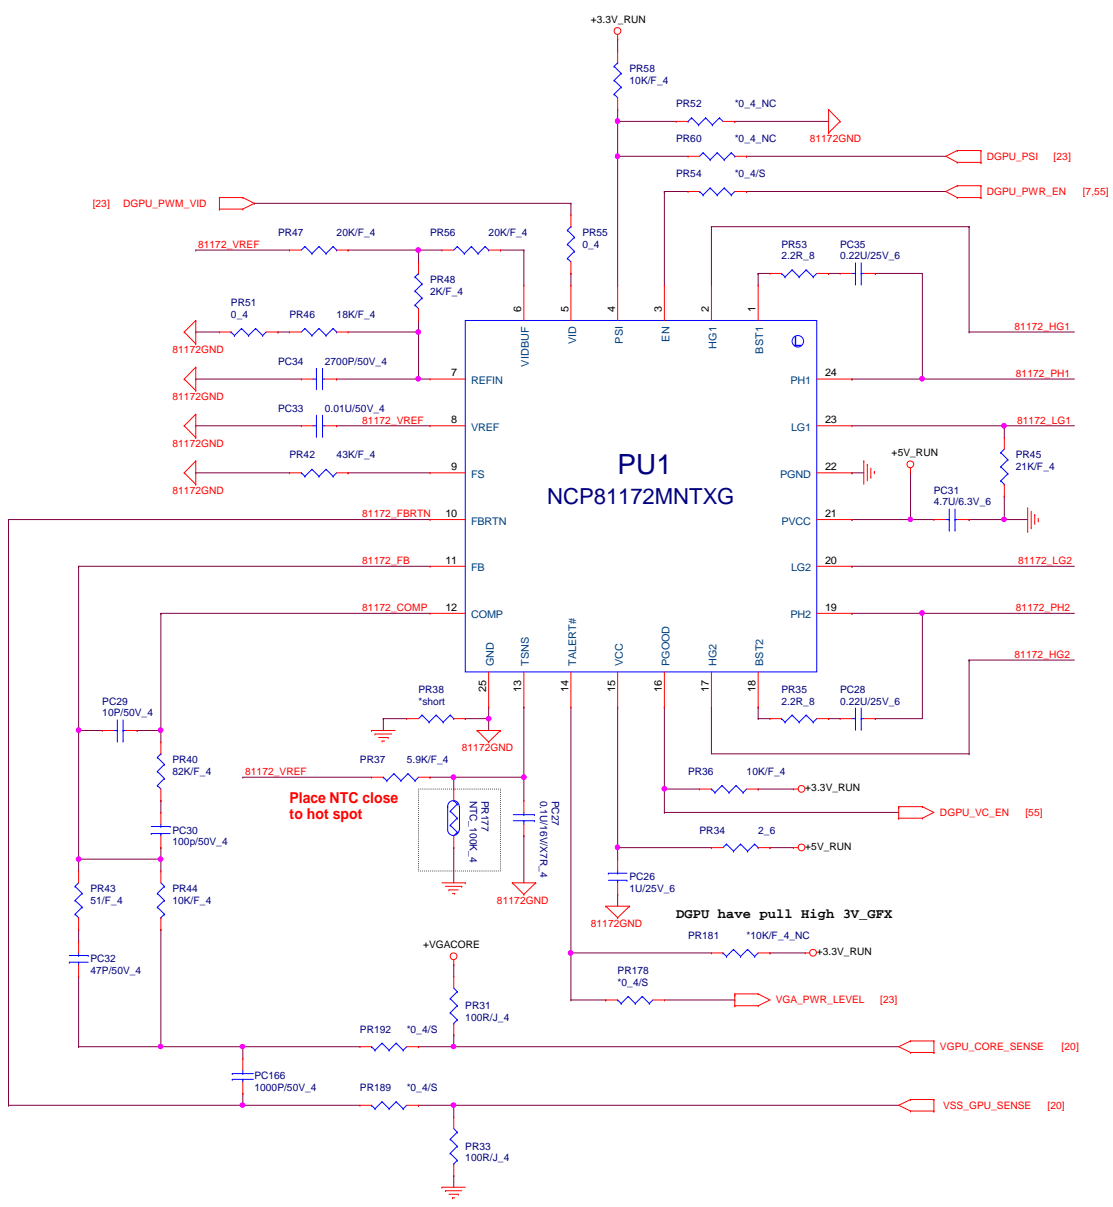 +3.3V_RUN
PR58
10K/F_4
PR52 *0_4_NC
81172GND
PR60 *0_4_NC
DGPU_PSI [23]
PR54 *0_4/S
DGPU_PWR_EN [7,55]
[23] DGPU_PWM_VID
PR55
0_4
81172_VREF
PR47 20K/F_4
PR56 20K/F_4
PR48
2K/F_4
PR53
2.2R_8
PC35
0.22U/25V_6
PR51
0_4
PR46 18K/F_4
81172GND
PC34 2700P/50V_4
81172GND
PC33 0.01U/50V_4
81172_VREF
81172GND
PR42 43K/F_4
81172GND
81172_FBRTN
81172_FB
81172_COMP
6 5 4 3 2 1
VIDBUF VID PSI EN HG1 BST1
L
7 REFIN
8 VREF
9 FS
10 FBRTN
11 FB
12 COMP
PU1
NCP81172MNTXG
PH1 24
LG1 23
PGND 22
PVCC 21
LG2 20
PH2 19
GND TSNS TALERT# VCC PGOOD HG2 BST2
25 13 14 15 16 17 18
81172_HG1
81172_PH1
81172_LG1
+5V_RUN
PR45
21K/F_4
PC31
4.7U/6.3V_6
81172_LG2
81172_PH2
81172_HG2
PC29
10P/50V_4
PR38
*short
81172GND
PR35
2.2R_8
PC28
0.22U/25V_6
PR40
82K/F_4
81172_VREF
PR37 5.9K/F_4
Place NTC close
to hot spot
PR177
NTC_100K_4
PC27
0.1U/16V/X7R_4
81172GND
PR36 10K/F_4
+3.3V_RUN
DGPU_VC_EN [55]
PC30
100p/50V_4
PR34 2_6
+5V_RUN
PR43
51/F_4
PR44
10K/F_4
PC26
1U/25V_6
81172GND
DGPU have pull High 3V_GFX
PR181 *10K/F_4_NC
+3.3V_RUN
PC32
47P/50V_4
+VGACORE
PR178
*0_4/S
VGA_PWR_LEVEL [23]
PR31
100R/J_4
PR192 *0_4/S
VGPU_CORE_SENSE [20]
PC166
1000P/50V_4
PR189 *0_4/S
VSS_GPU_SENSE [20]
PR33
100R/J_4